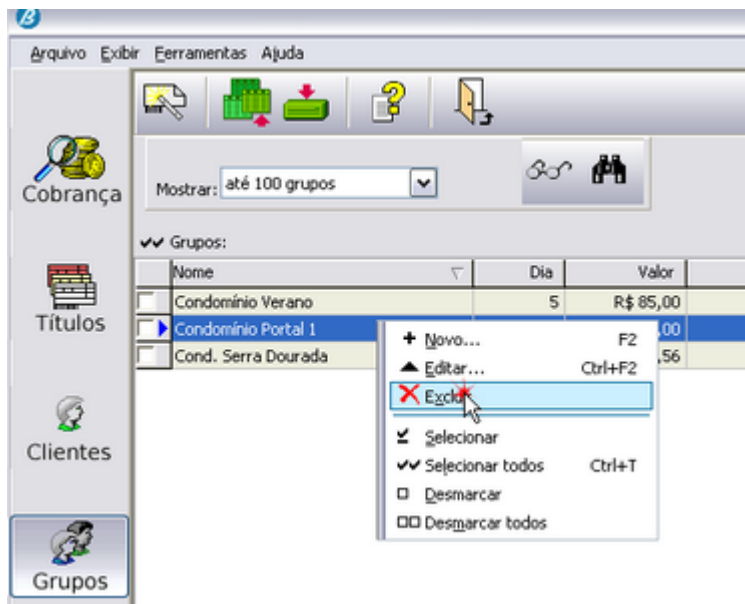 Arquivo Exibir Ferramentas Ajuda
Cobrança
Mostrar: até 100 grupos
Grupos:
Nome Dia Valor
Condomínio Verano 5 R$ 85,00
Títulos
Condomínio Portal 1 ,00
Cond. Serra Dourada ,56
Novo... F2
Editar... Ctrl+F2
Selecionar
Selecionar todos Ctrl+T
Desmarcar
Desmarcar todos
Clientes
Grupos